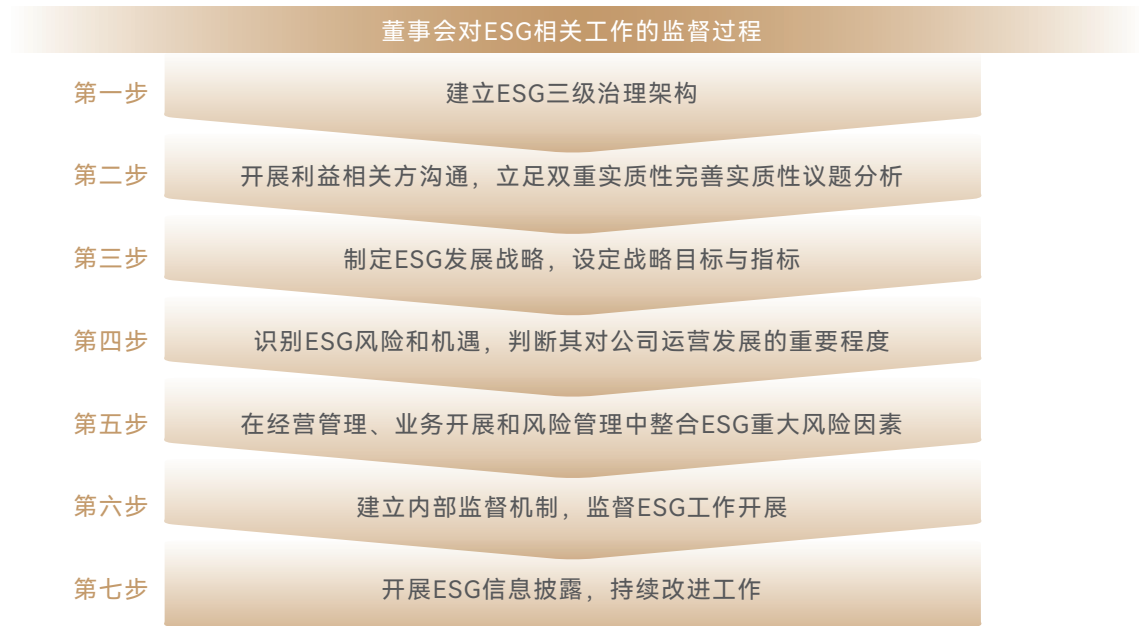 董事会对ESG相关工作的监督过程
第一步 建立ESG三级治理架构
第二步 开展利益相关方沟通，立足双重实质性完善实质性议题分析
第三步 制定ESG发展战略，设定战略目标与指标
第四步 识别ESG风险和机遇，判断其对公司运营发展的重要程度
第五步 在经营管理、业务开展和风险管理中整合ESG重大风险因素
第六步 建立内部监督机制，监督ESG工作开展
第七步 开展ESG信息披露，持续改进工作